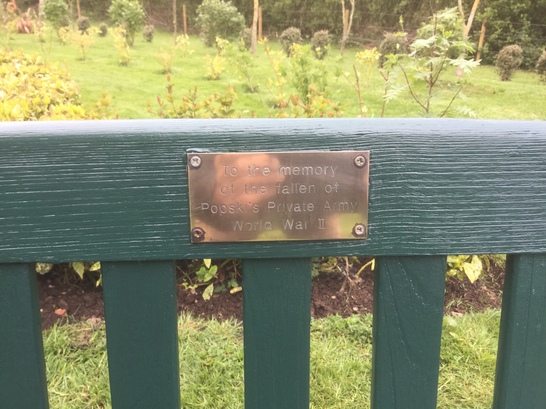 To the memory
of the fallen of
Popski's Private Army
World War II